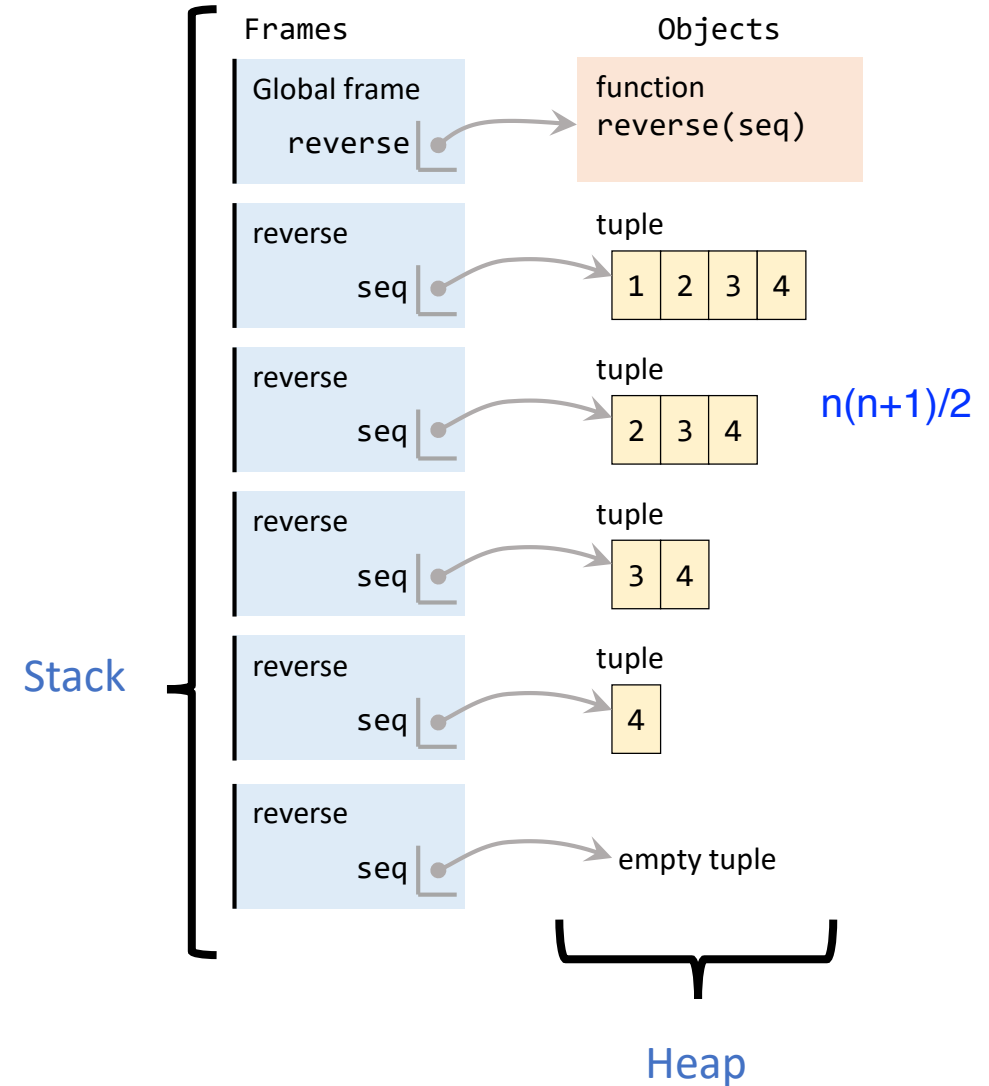 Frames Objects
Global frame
reverse
function
reverse(seq)
reverse
seq
tuple
1 2 3 4
reverse
seq
tuple
2 3 4
n(n+1)/2
reverse
seq
tuple
3 4
reverse
seq
tuple
4
Stack
reverse
seq
empty tuple
Heap